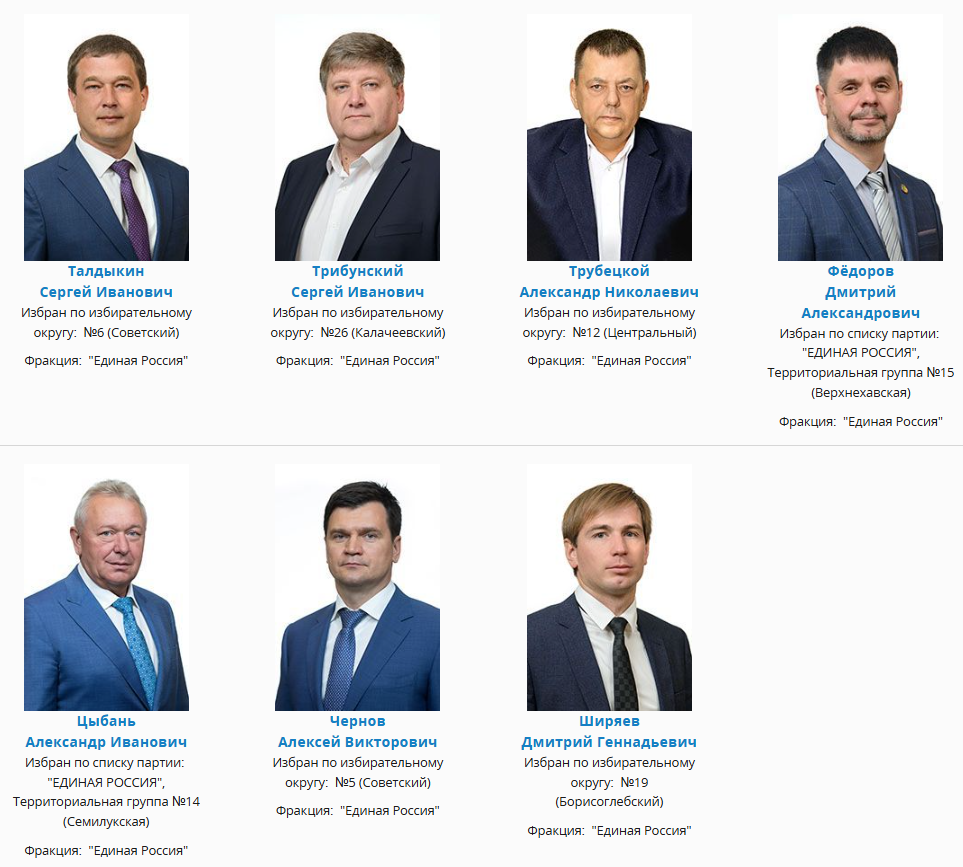 Талдыкин
Сергей Иванович
Избран по избирательному
округу: №6 (Советский)
Фракция: "Единая Россия"
Трибунский
Сергей Иванович
Избран по избирательному
округу: №26 (Калачеевский)
Фракция: "Единая Россия"
Трубецкой
Александр Николаевич
Избран по избирательному
округу: №12 (Центральный)
Фракция: "Единая Россия"
Фёдоров
Дмитрий
Александрович
Избран по списку партии:
"ЕДИНАЯ РОССИЯ",
Территориальная группа №15
(Верхнехавская)
Фракция: "Единая Россия"
Цыбань
Александр Иванович
Избран по списку партии:
"ЕДИНАЯ РОССИЯ",
Территориальная группа №14
(Семилукская)
Фракция: "Единая Россия"
Чернов
Алексей Викторович
Избран по избирательному
округу: №5 (Советский)
Фракция: "Единая Россия"
Ширяев
Дмитрий Геннадьевич
Избран по избирательному
округу: №19
(Борисоглебский)
Фракция: "Единая Россия"